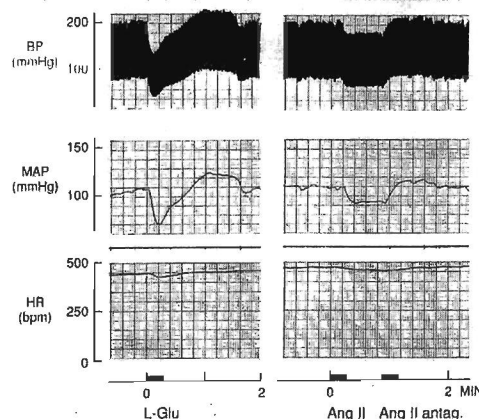 BP
(mmHg)
200
100
MAP
(mmHg)
150
100
HR
(bpm)
500
250
0
0 2 0 2 MIN
L-Glu Ang II Ang II antag.